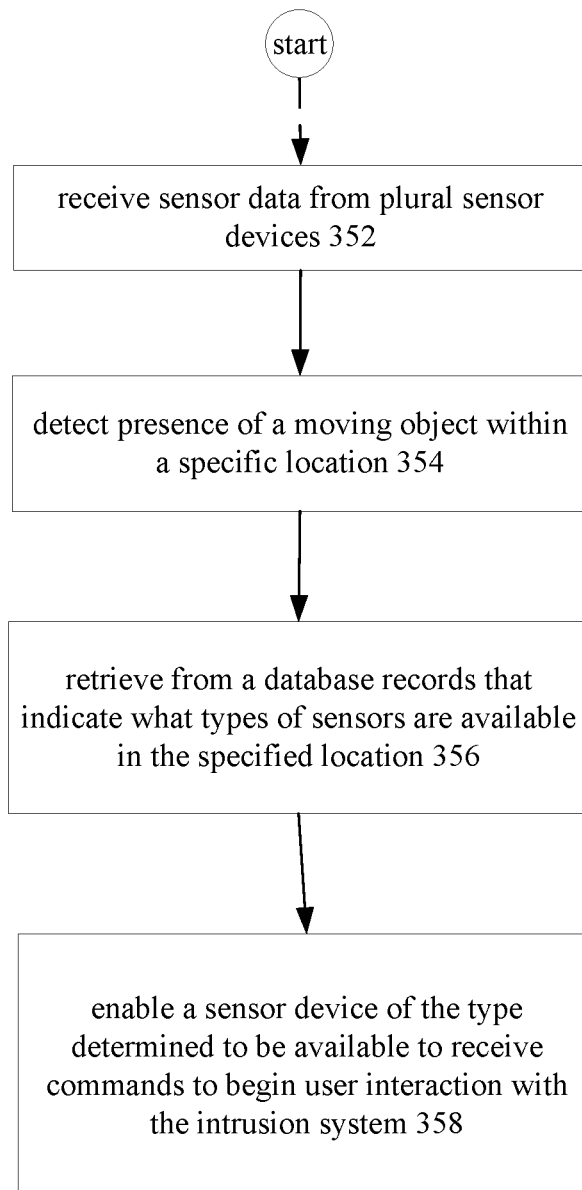 start
receive sensor data from plural sensor
devices 352
detect presence of a moving object within
a specific location 354
retrieve from a database records that
indicate what types of sensors are available
in the specified location 356
enable a sensor device of the type
determined to be available to receive
commands to begin user interaction with
the intrusion system 358